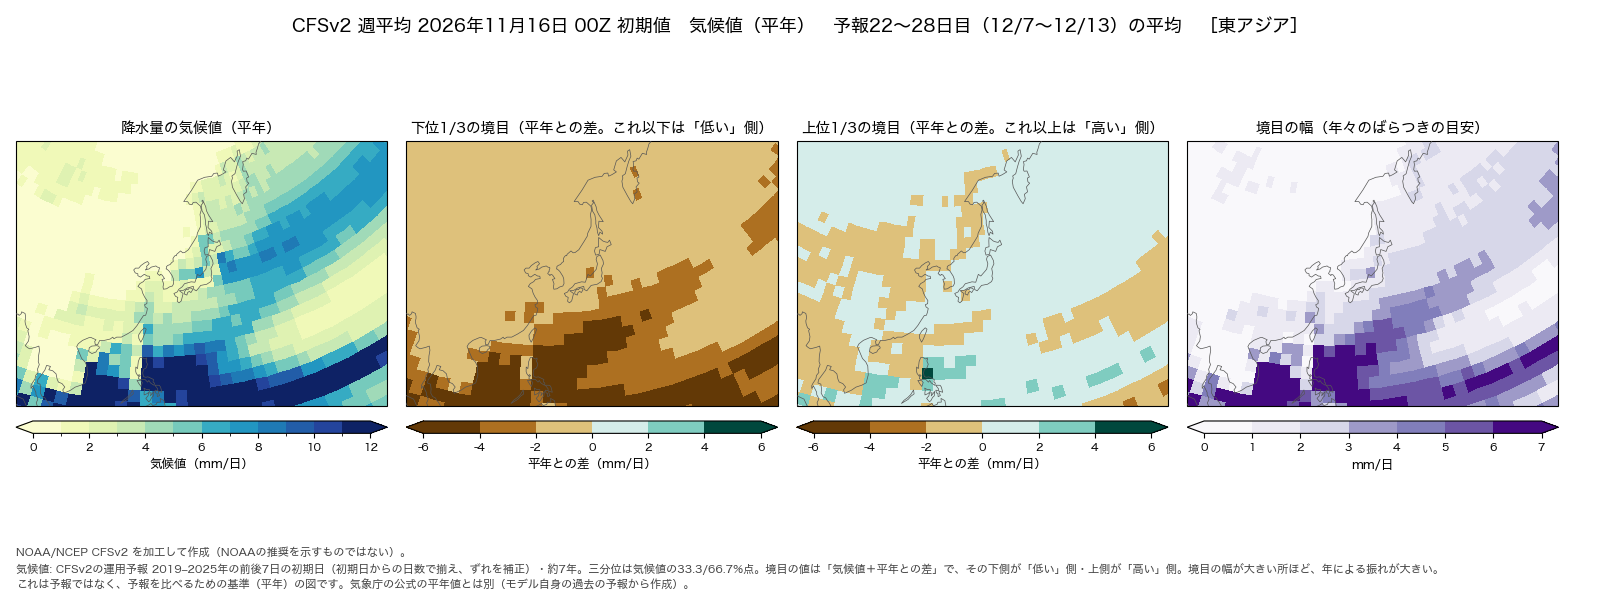 CFSv2 週平均 2026年11月16日 00Z 初期値　気候値（平年）　予報22〜28日目（12/7〜12/13）の平均　［東アジア］
降水量の気候値（平年）
下位1/3の境目（平年との差。これ以下は「低い」側）
上位1/3の境目（平年との差。これ以上は「高い」側）
境目の幅（年々のばらつきの目安）
0 2 4 6 8 10 12
気候値（mm/日）
-6 -4 -2 0 2 4 6
平年との差（mm/日）
-6 -4 -2 0 2 4 6
平年との差（mm/日）
0 1 2 3 4 5 6 7
mm/日
NOAA/NCEP CFSv2 を加工して作成（NOAAの推奨を示すものではない）。
気候値: CFSv2の運用予報 2019–2025年の前後7日の初期日（初期日からの日数で揃え、ずれを補正）・約7年。三分位は気候値の33.3/66.7%点。境目の値は「気候値＋平年との差」で、その下側が「低い」側・上側が「高い」側。境目の幅が大きい所ほど、年による振れが大きい。
これは予報ではなく、予報を比べるための基準（平年）の図です。気象庁の公式の平年値とは別（モデル自身の過去の予報から作成）。